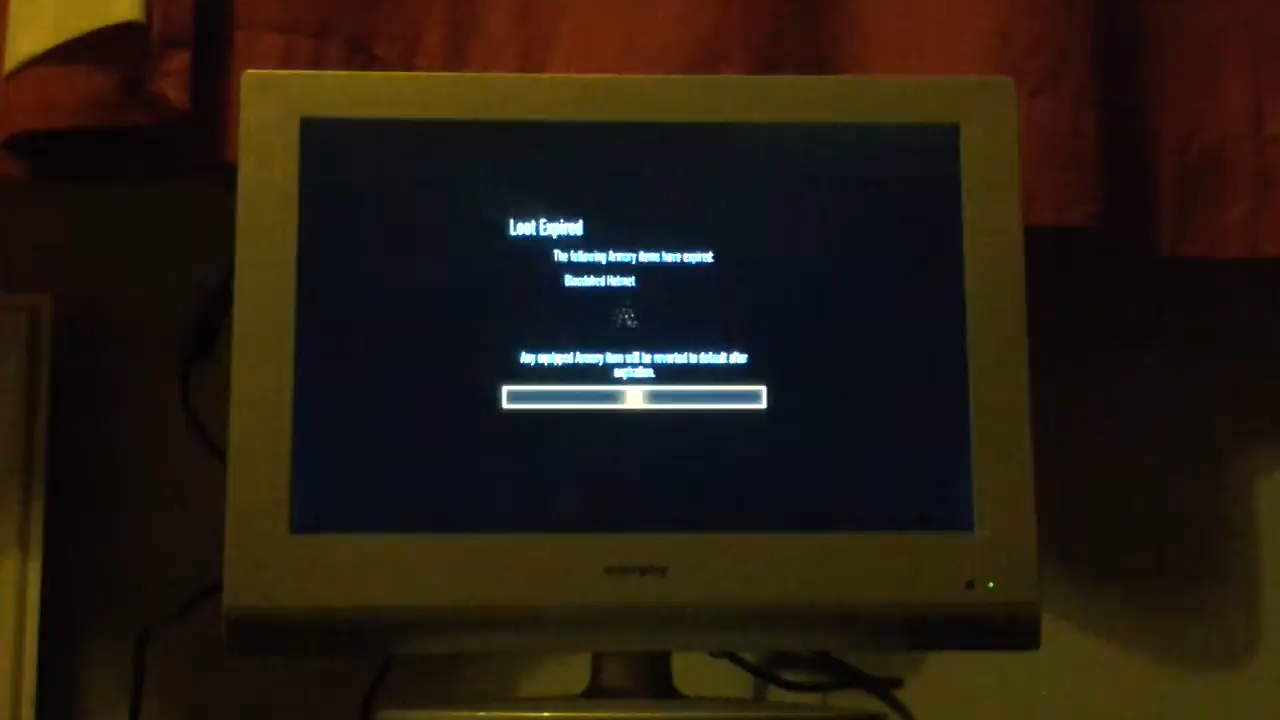 Loot Expired
The following Armory items have expired:
Bloodshed Helmet
Any equipped Armory item will be reverted to default after
expiration.